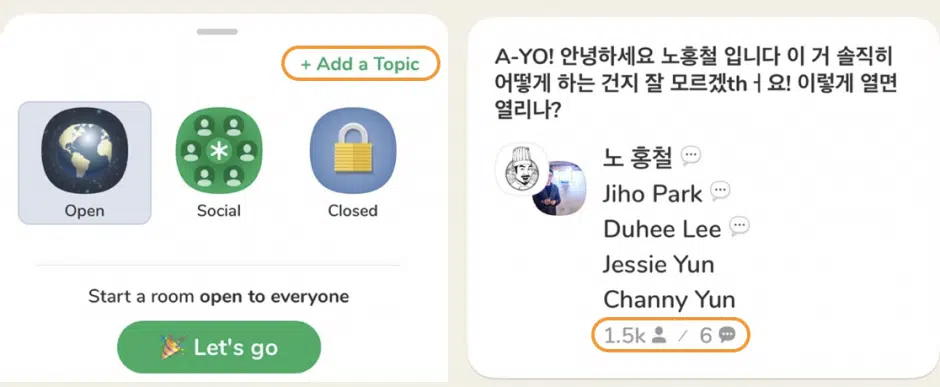 + Add a Topic
Open
Social
Closed
Start a room open to everyone
Let's go
A-YO! 안녕하세요 노홍철 입니다 이 거 솔직히
어떻게 하는 건지 잘 모르겠thㅓ요! 이렇게 열면
열리나?
노 홍철
Jiho Park
Duhee Lee
Jessie Yun
Channy Yun
1.5k / 6